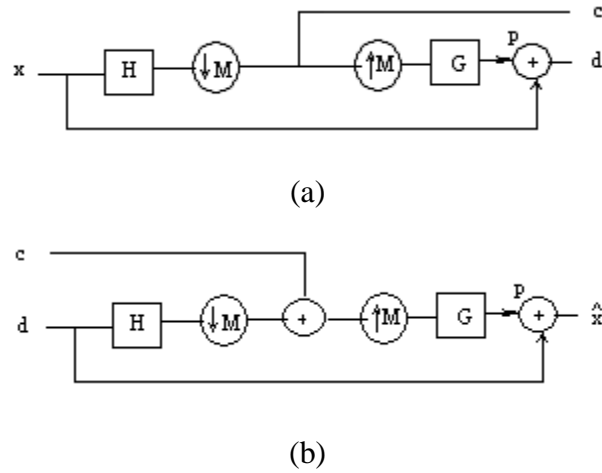 c
x H ↓M ↑M G p + d
(a)
c
d H ↓M + ↑M G p + x̂
(b)